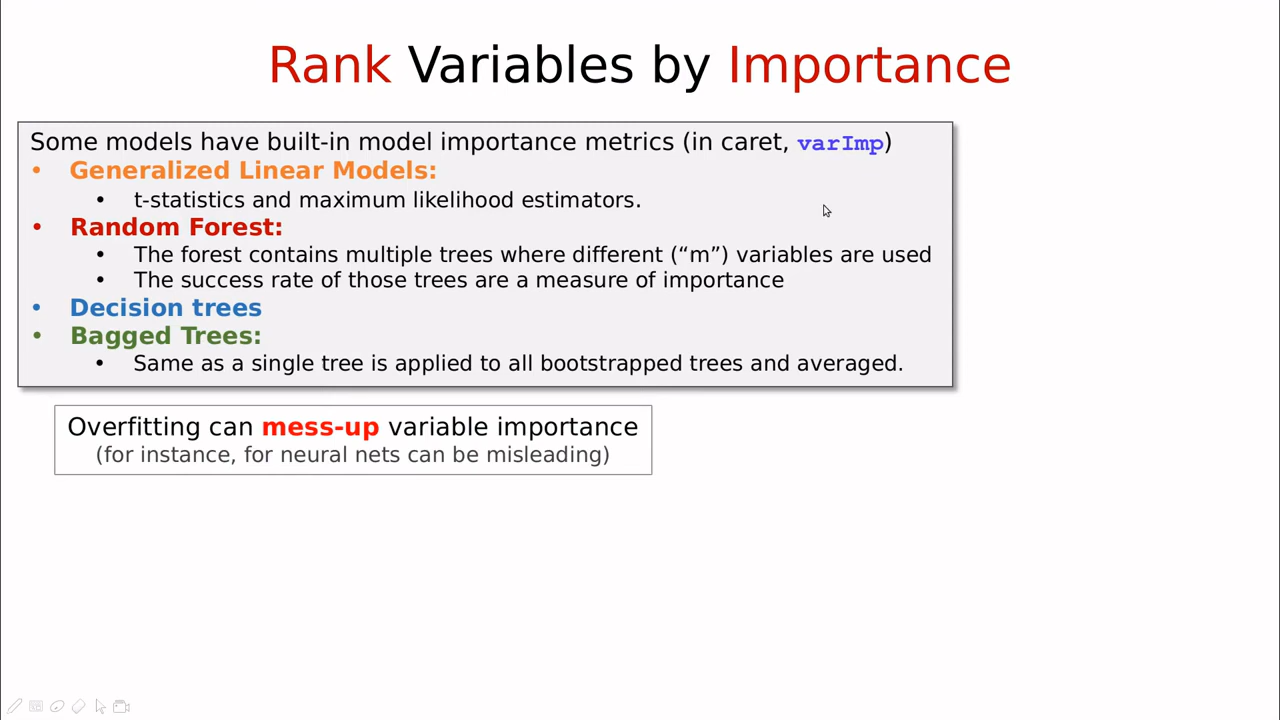 Rank Variables by Importance
Some models have built-in model importance metrics (in caret, varImp)
• Generalized Linear Models:
• t-statistics and maximum likelihood estimators.
• Random Forest:
• The forest contains multiple trees where different (“m”) variables are used
• The success rate of those trees are a measure of importance
• Decision trees
• Bagged Trees:
• Same as a single tree is applied to all bootstrapped trees and averaged.
Overfitting can mess-up variable importance
(for instance, for neural nets can be misleading)